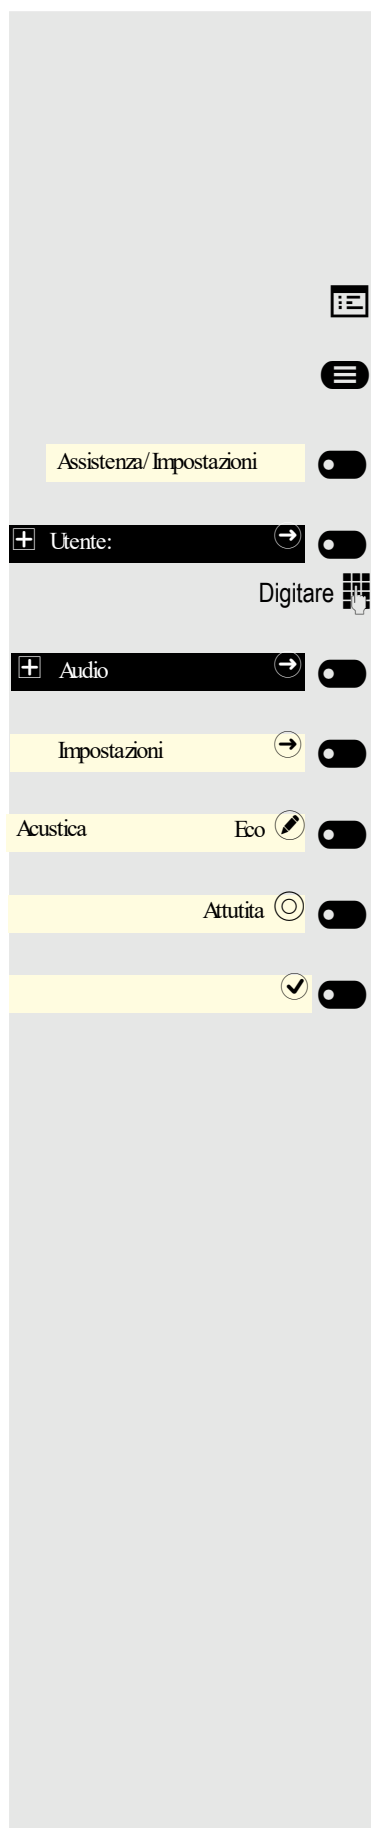 Assistenza/Impostazioni
Utente:
Digitare
Audio
Impostazioni
Acustica Eco
Attutita